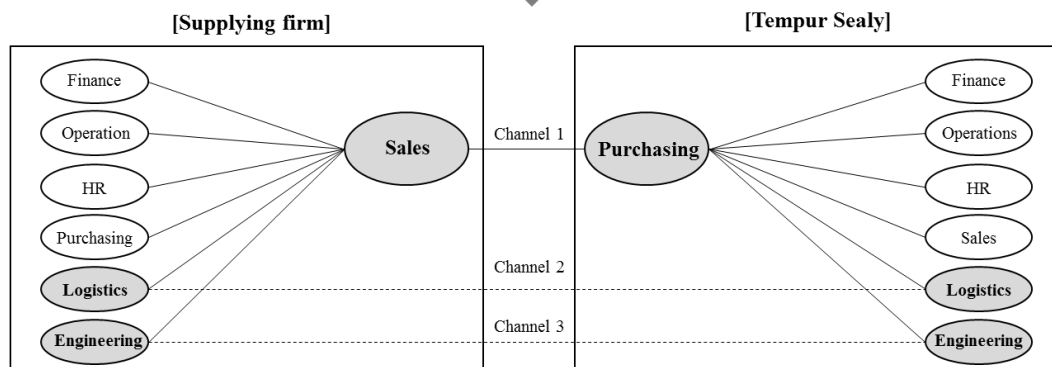 [Supplying firm]
[Tempur Sealy]
Finance
Operation
HR
Purchasing
Logistics
Engineering
Sales
Channel 1
Channel 2
Channel 3
Purchasing
Finance
Operations
HR
Sales
Logistics
Engineering